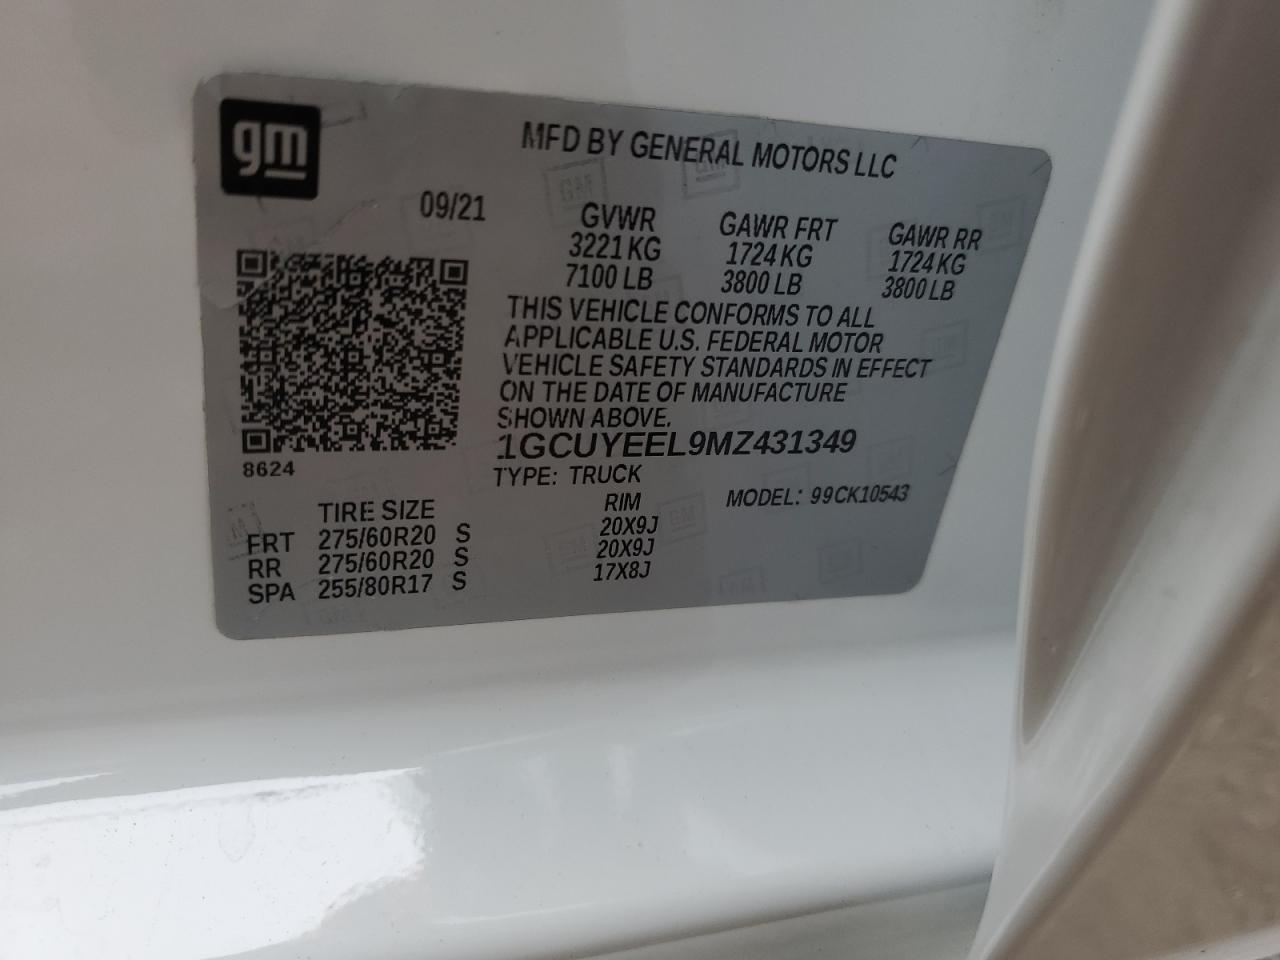 gm
MFD BY GENERAL MOTORS LLC
09/21
GVWR GAWR FRT GAWR RR
3221 KG 1724 KG 1724 KG
7100 LB 3800 LB 3800 LB
THIS VEHICLE CONFORMS TO ALL
APPLICABLE U.S. FEDERAL MOTOR
VEHICLE SAFETY STANDARDS IN EFFECT
ON THE DATE OF MANUFACTURE
SHOWN ABOVE.
1GCUYEEL9MZ431349
8624
TYPE: TRUCK
MODEL: 99CK10543
TIRE SIZE RIM
FRT 275/60R20 S 20X9J
RR 275/60R20 S 20X9J
SPA 255/80R17 S 17X8J